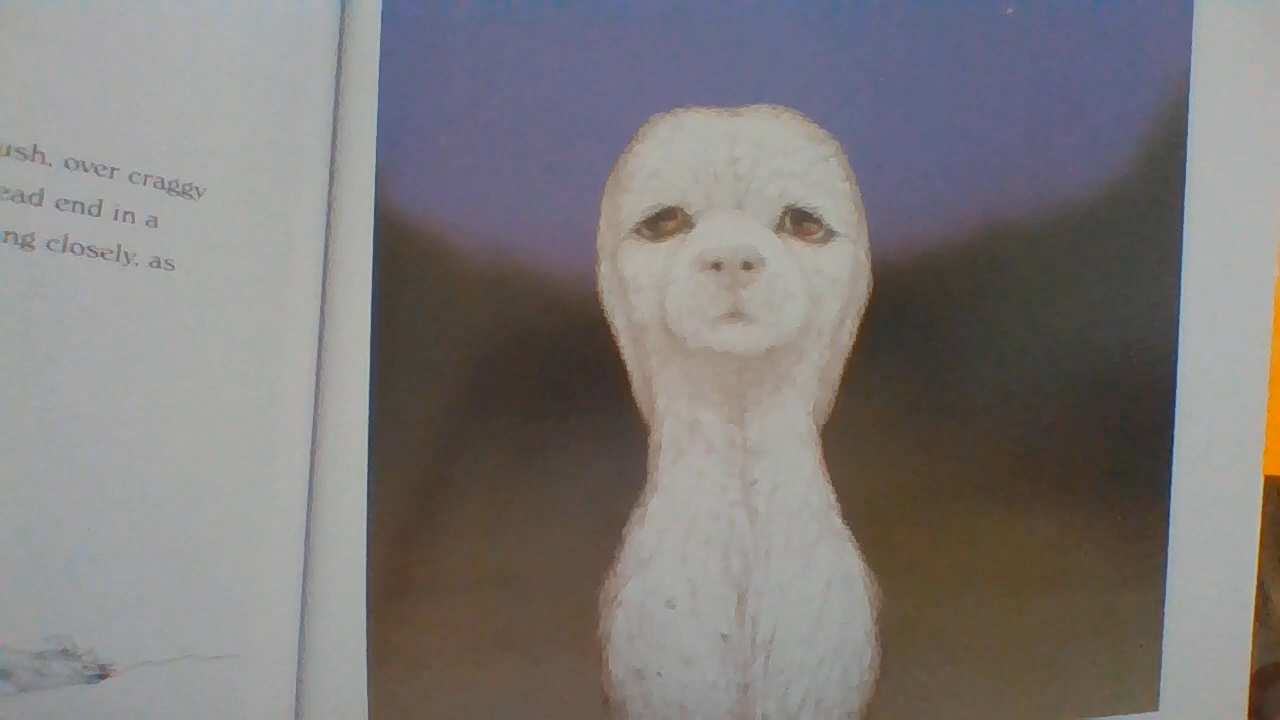 ush, over craggy
ead end in a
ng closely, as